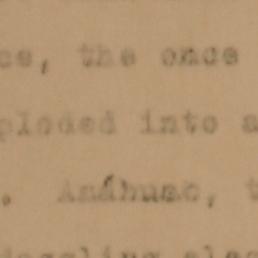 ce, the once
ploded into a
. Anáhuac, t